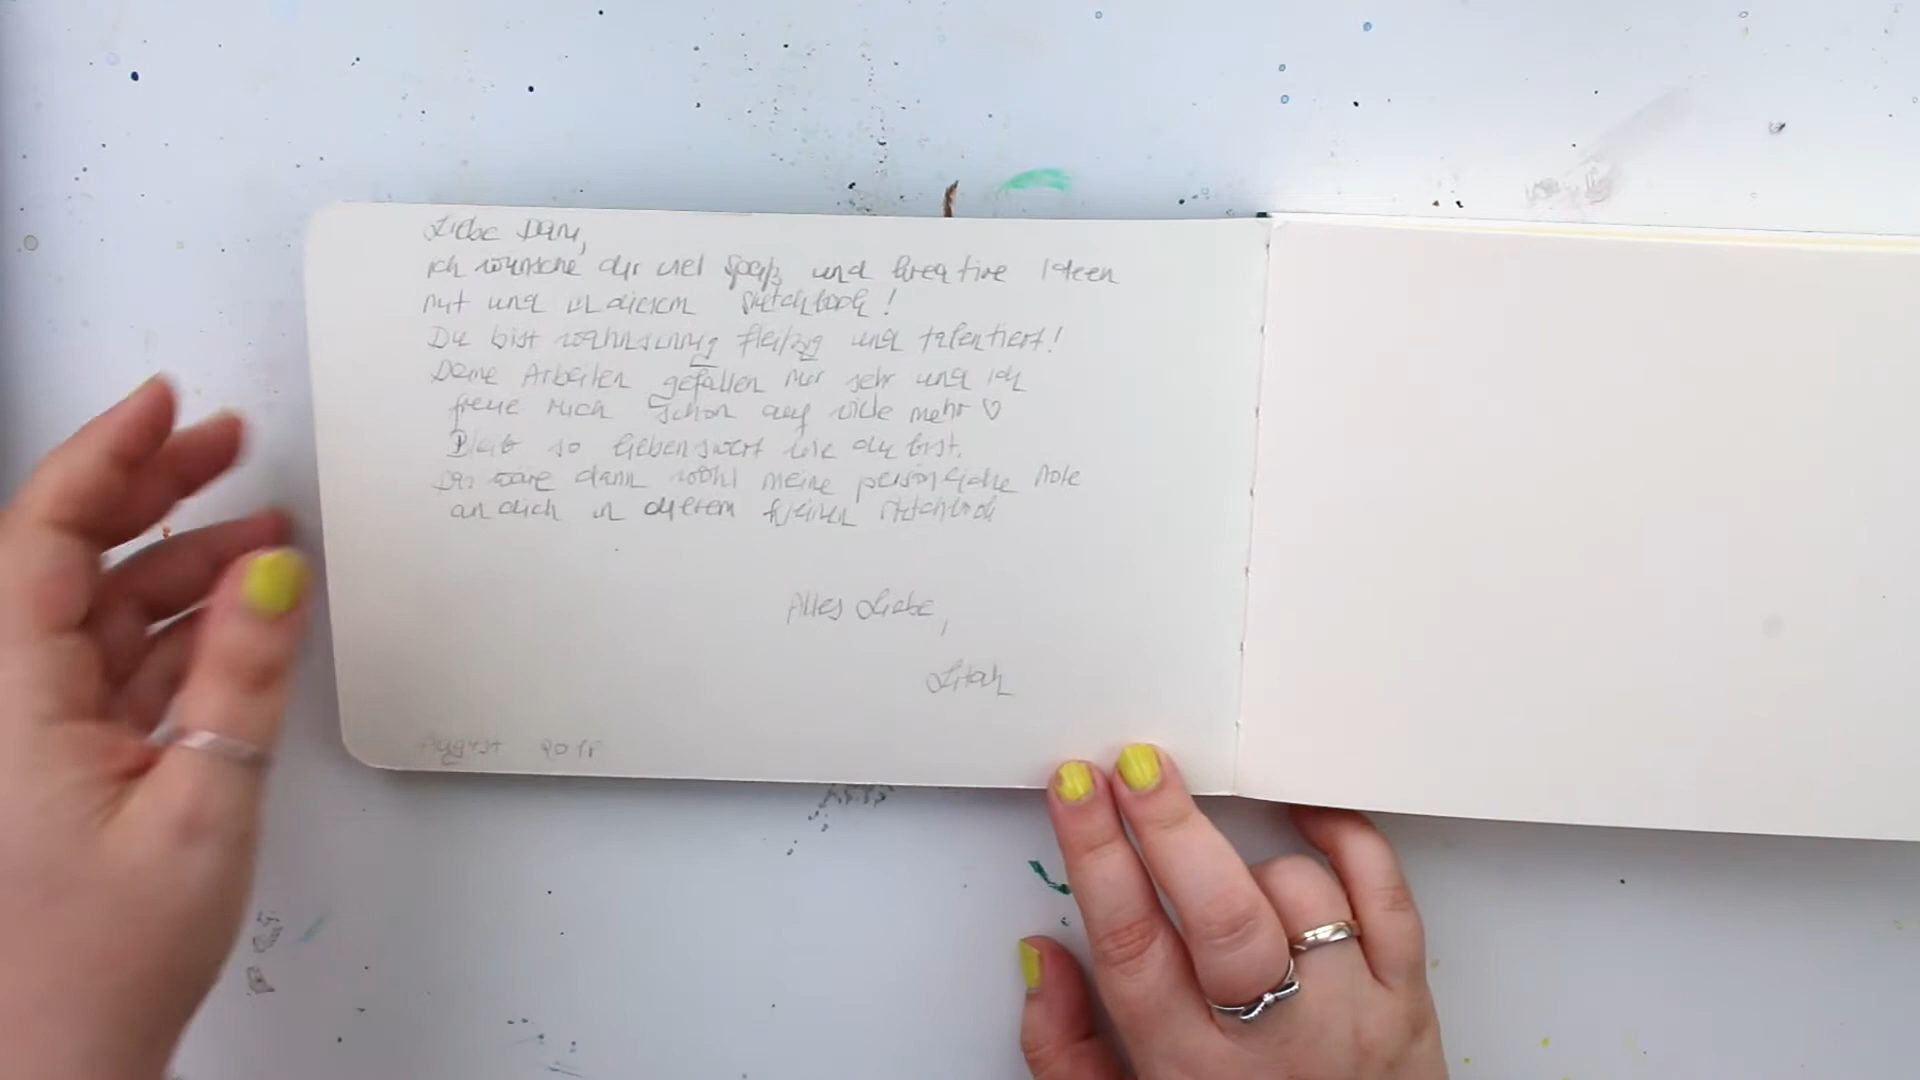 Liebe Dani,
ich wünsche dir viel Spaß und kreative Ideen
mit und in diesem Sketchbook!
Du bist wahnsinnig fleißig und talentiert!
Deine Arbeiten gefallen mir sehr und ich
freue mich schon auf viele mehr ♡
Bleib so liebenswert wie du bist.
Das wäre dann wohl meine persönliche Note
an dich in diesem kleinen Sketchbook
Alles Liebe,
August